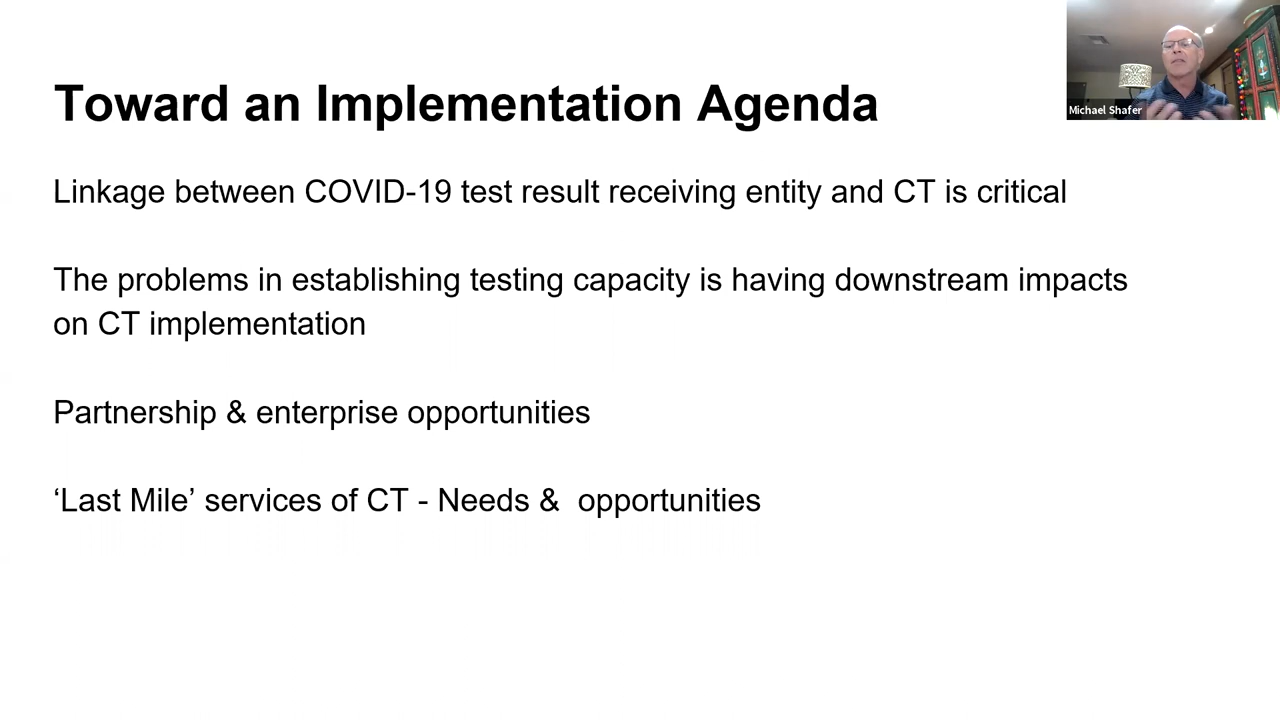 Toward an Implementation Agenda
Michael Shafer
Linkage between COVID-19 test result receiving entity and CT is critical
The problems in establishing testing capacity is having downstream impacts
on CT implementation
Partnership & enterprise opportunities
‘Last Mile’ services of CT - Needs &  opportunities